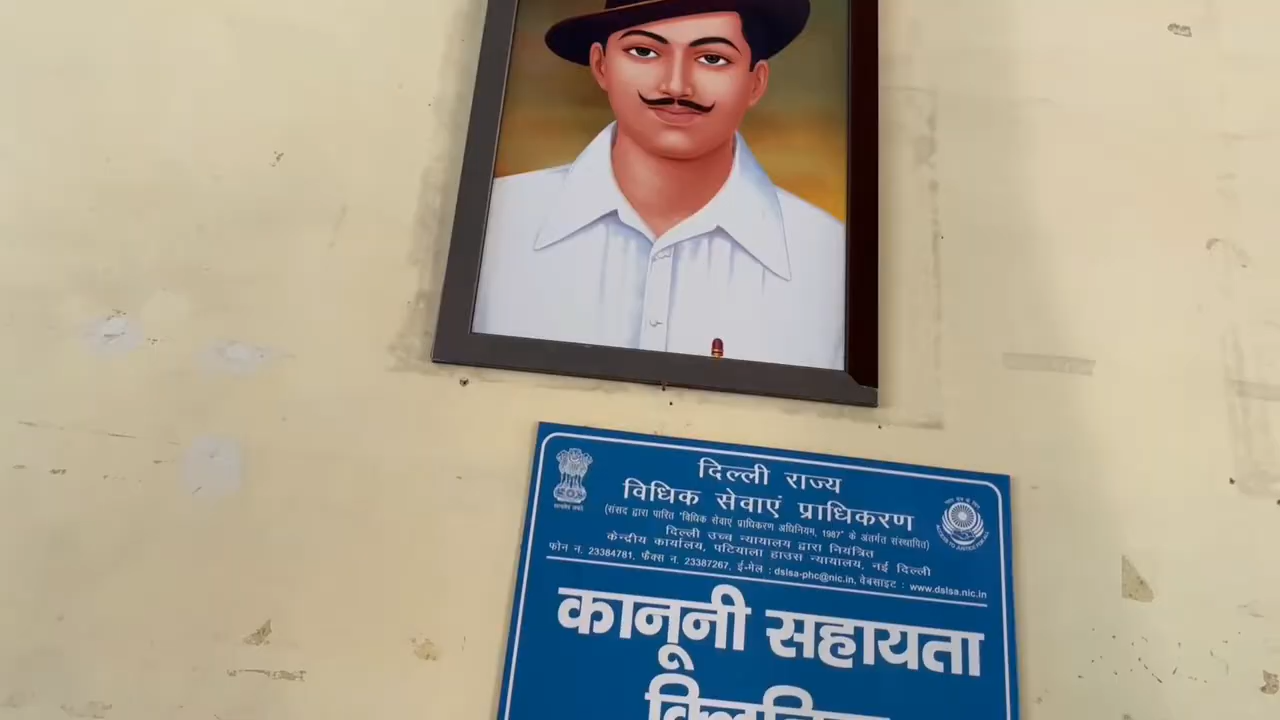 दिल्ली राज्य
विधिक सेवाएं प्राधिकरण
(संसद द्वारा पारित "विधिक सेवाएं प्राधिकरण अधिनियम, 1987" के अंतर्गत संस्थापित)
दिल्ली उच्च न्यायालय द्वारा नियंत्रित
केन्दीय कार्यालय, पटियाला हाउस न्यायालय, नई दिल्ली
फोन न. 23384781, फैक्स न. 23387267, ई-मेल : dslsa-phc@nic.in, वेबसाइट : www.dslsa.nic.in
कानूनी सहायता